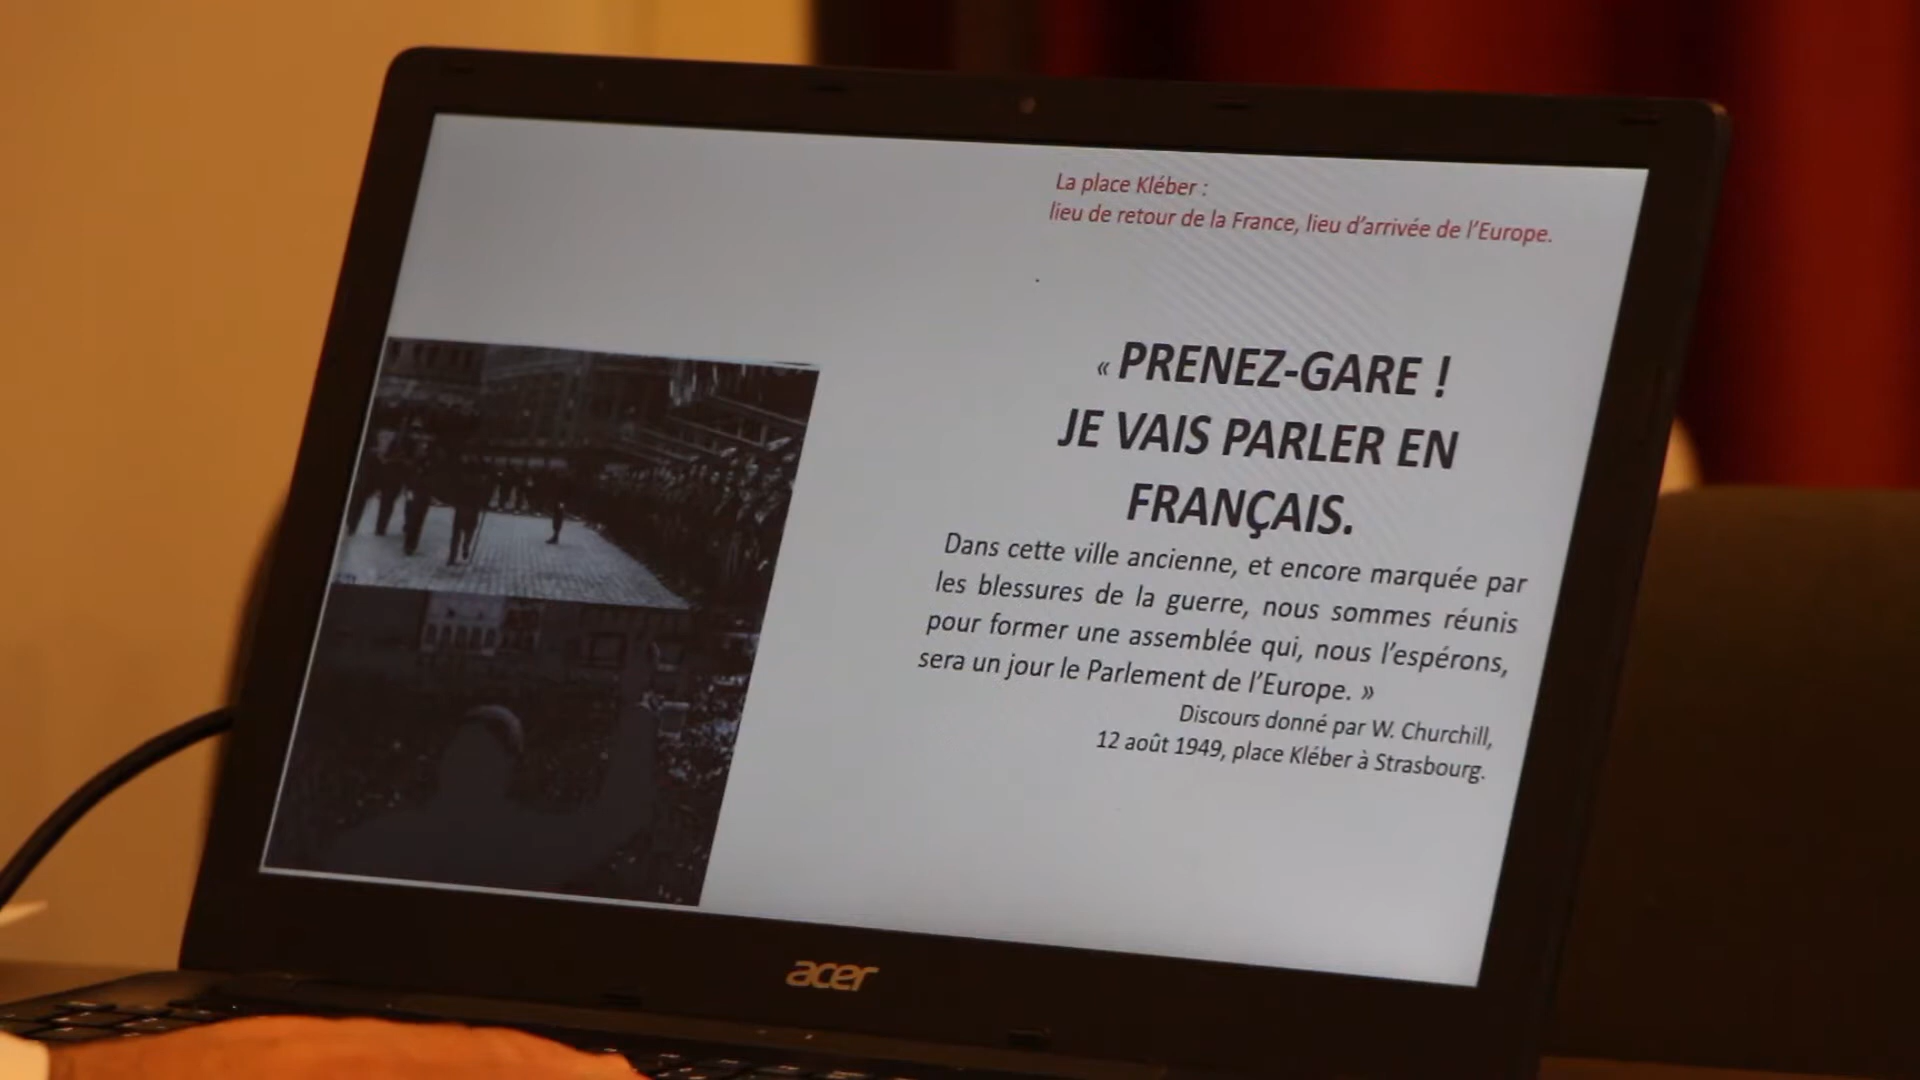 La place Kléber :
lieu de retour de la France, lieu d’arrivée de l’Europe.
« PRENEZ-GARE !
JE VAIS PARLER EN
FRANÇAIS.
Dans cette ville ancienne, et encore marquée par
les blessures de la guerre, nous sommes réunis
pour former une assemblée qui, nous l’espérons,
sera un jour le Parlement de l’Europe. »
Discours donné par W. Churchill,
12 août 1949, place Kléber à Strasbourg.
acer